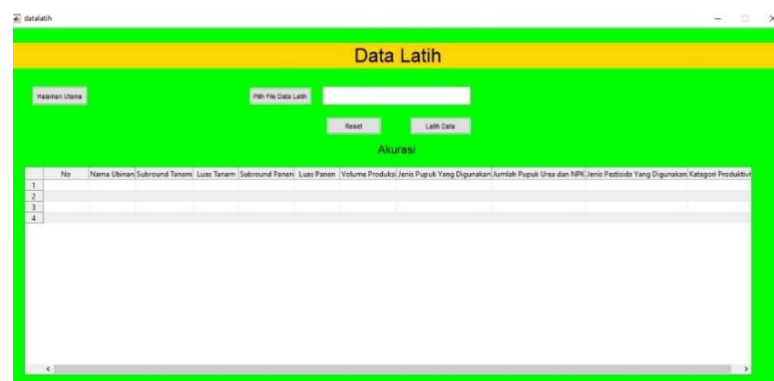 datalatih
Data Latih
Halaman Utama
Pilih File Data Latih
Reset
Latih Data
Akurasi
No Nama Ubinan Subround Tanam Luas Tanam Subround Panen Luas Panen Volume Produksi Jenis Pupuk Yang Digunakan Jumlah Pupuk Urea dan NPK Jenis Pestisida Yang Digunakan Kategori Produktivi
1
2
3
4